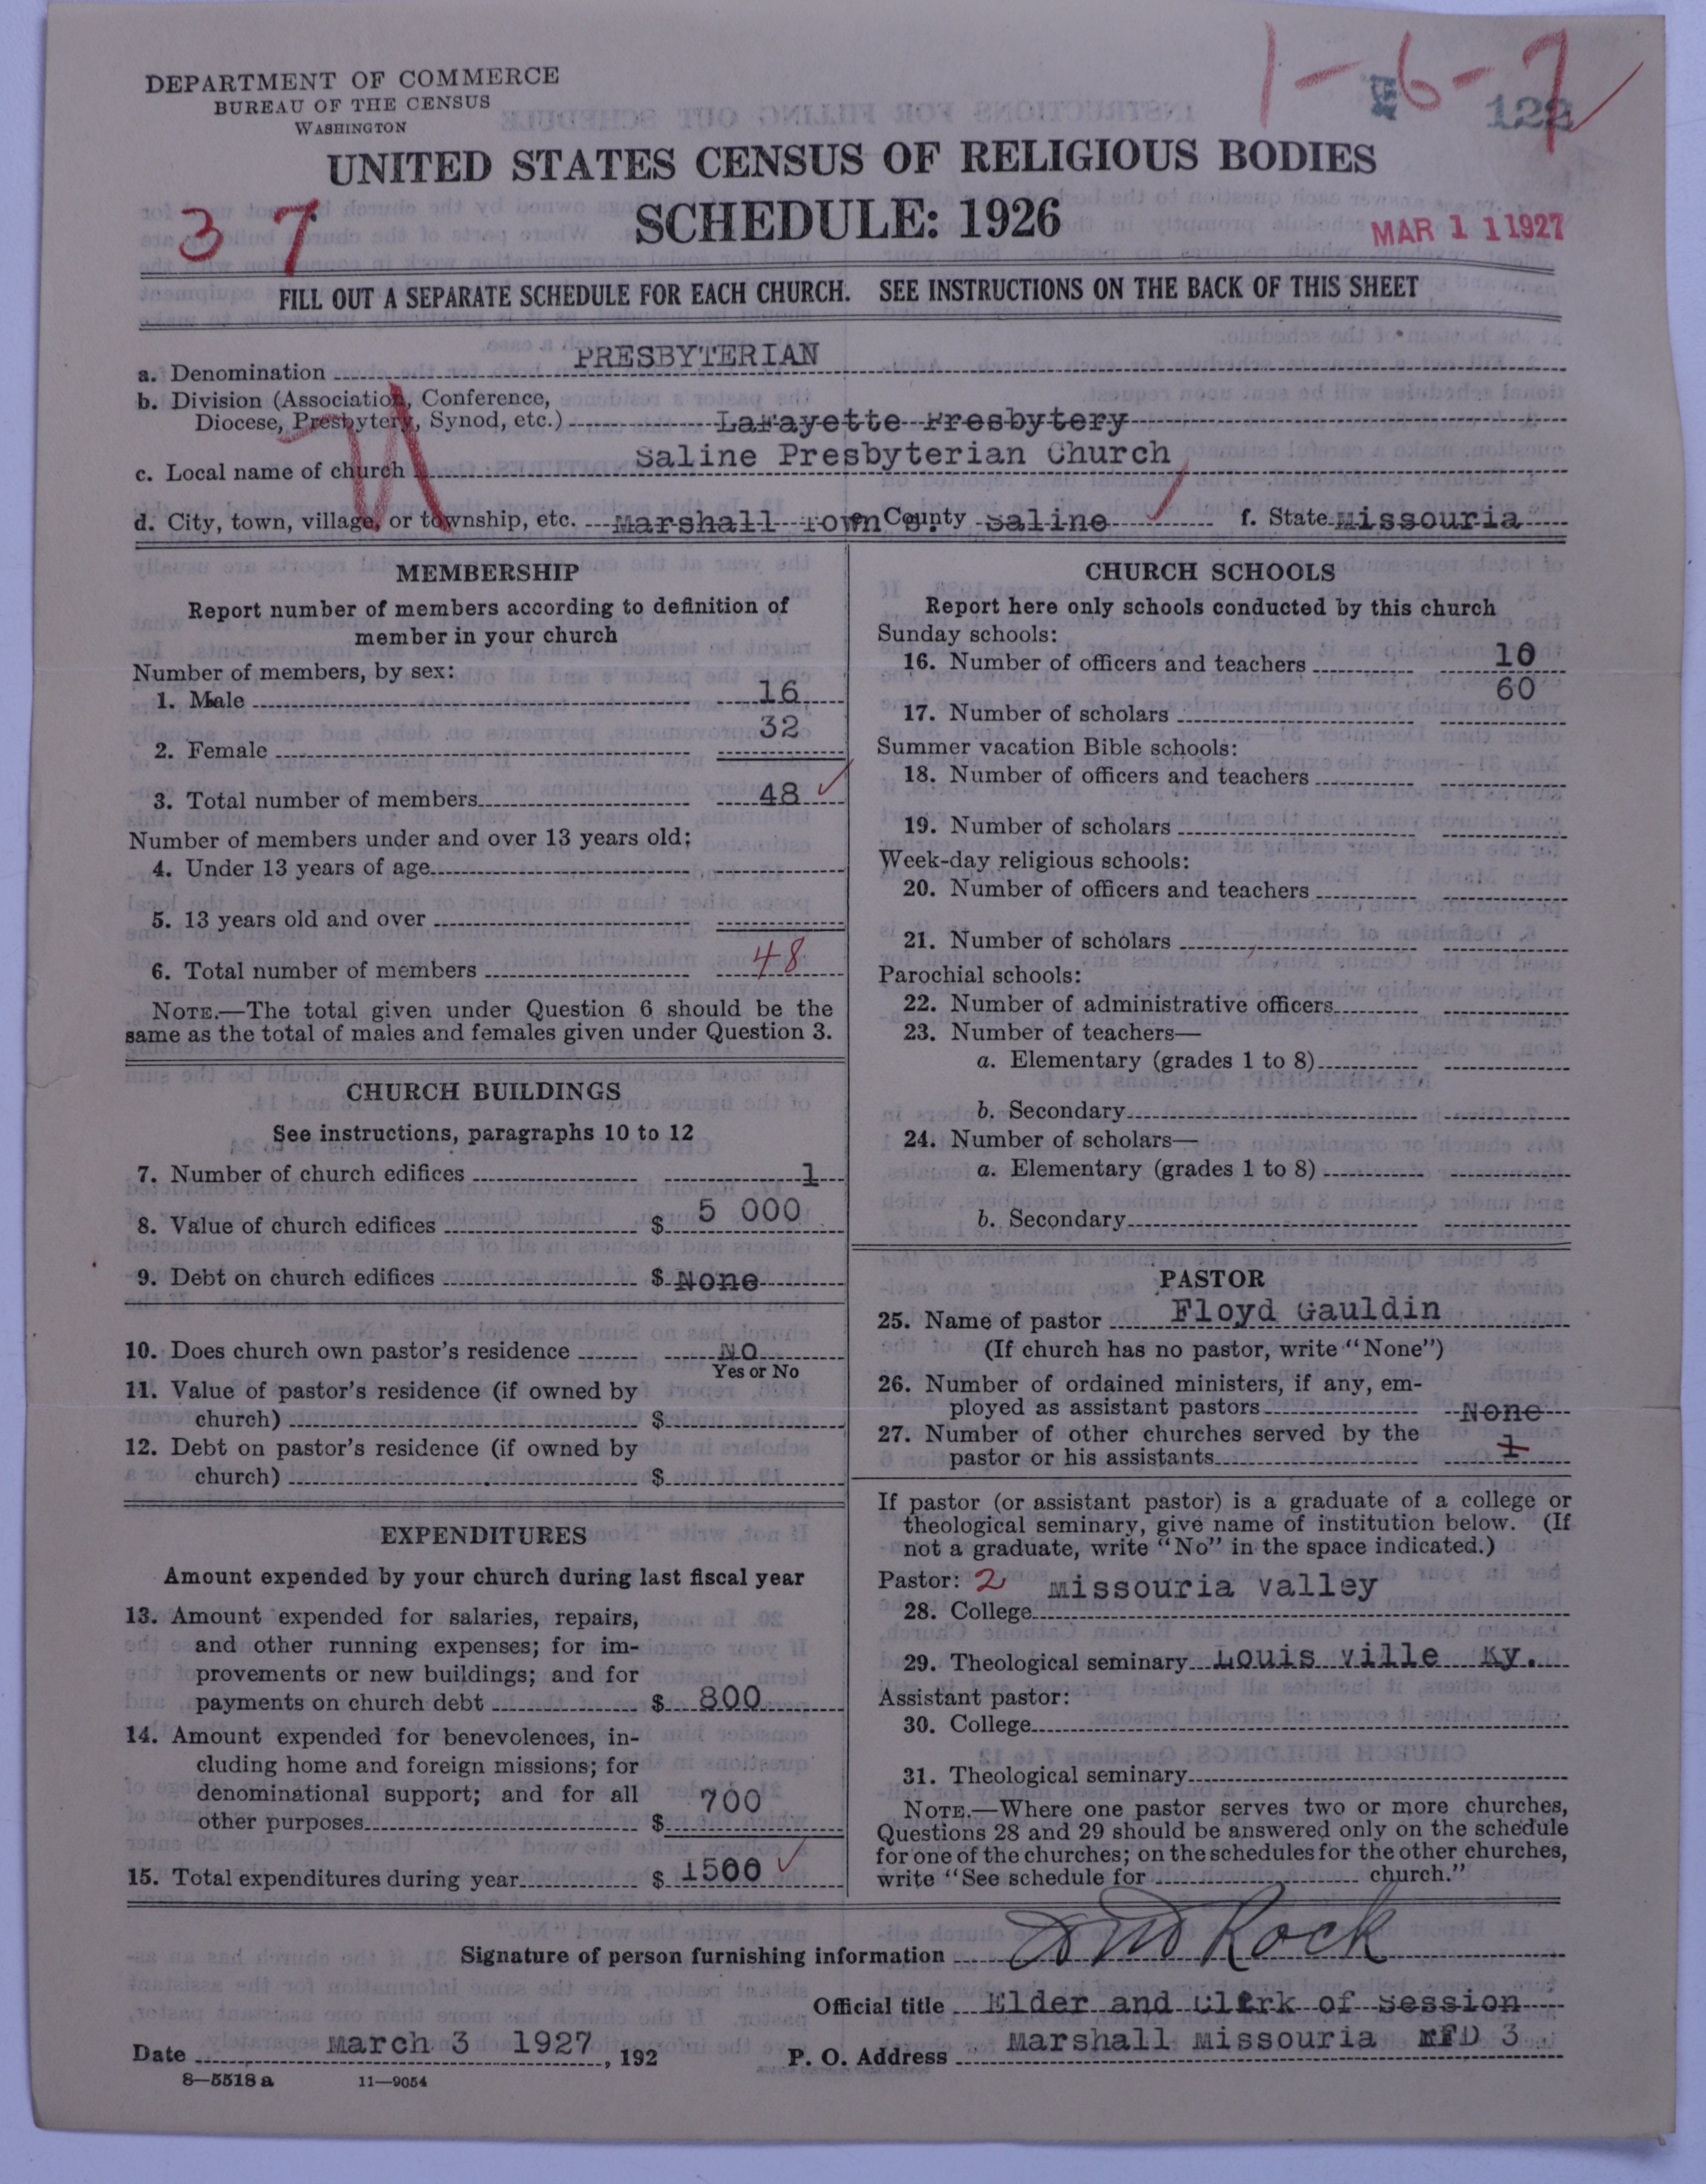 DEPARTMENT OF COMMERCE
BUREAU OF THE CENSUS
WASHINGTON
1-6-7
122
UNITED STATES CENSUS OF RELIGIOUS BODIES
SCHEDULE: 1926
37
MAR 11 1927
FILL OUT A SEPARATE SCHEDULE FOR EACH CHURCH. SEE INSTRUCTIONS ON THE BACK OF THIS SHEET
a. Denomination PRESBYTERIAN
b. Division (Association, Conference,
Diocese, Presbytery, Synod, etc.) LaFayette Presbytery
c. Local name of church Saline Presbyterian Church
d. City, town, village, or township, etc. Marshall Town S. County Saline f. State Missouria
MEMBERSHIP
Report number of members according to definition of
member in your church
Number of members, by sex:
1. Male 16
2. Female 32
3. Total number of members 48
Number of members under and over 13 years old:
4. Under 13 years of age
5. 13 years old and over
6. Total number of members 48
NOTE.—The total given under Question 6 should be the
same as the total of males and females given under Question 3.
CHURCH BUILDINGS
See instructions, paragraphs 10 to 12
7. Number of church edifices 1
8. Value of church edifices $ 5 000
9. Debt on church edifices $ None
10. Does church own pastor's residence No
Yes or No
11. Value of pastor's residence (if owned by
church) $
12. Debt on pastor's residence (if owned by
church) $
EXPENDITURES
Amount expended by your church during last fiscal year
13. Amount expended for salaries, repairs,
and other running expenses; for im-
provements or new buildings; and for
payments on church debt $ 800
14. Amount expended for benevolences, in-
cluding home and foreign missions; for
denominational support; and for all
other purposes $ 700
15. Total expenditures during year $ 1500
CHURCH SCHOOLS
Report here only schools conducted by this church
Sunday schools:
16. Number of officers and teachers 10
17. Number of scholars 60
Summer vacation Bible schools:
18. Number of officers and teachers
19. Number of scholars
Week-day religious schools:
20. Number of officers and teachers
21. Number of scholars
Parochial schools:
22. Number of administrative officers
23. Number of teachers—
a. Elementary (grades 1 to 8)
b. Secondary
24. Number of scholars—
a. Elementary (grades 1 to 8)
b. Secondary
PASTOR
25. Name of pastor Floyd Gauldin
(If church has no pastor, write "None")
26. Number of ordained ministers, if any, em-
ployed as assistant pastors None
27. Number of other churches served by the
pastor or his assistants 1
If pastor (or assistant pastor) is a graduate of a college or
theological seminary, give name of institution below. (If
not a graduate, write "No" in the space indicated.)
Pastor: 2
28. College Missouria Valley
29. Theological seminary Louis ville Ky.
Assistant pastor:
30. College
31. Theological seminary
NOTE.—Where one pastor serves two or more churches,
Questions 28 and 29 should be answered only on the schedule
for one of the churches; on the schedules for the other churches,
write "See schedule for church."
Signature of person furnishing information Rock
Official title Elder and Clerk of Session
Date March 3 1927, 192 P. O. Address Marshall Missouria RFD 3
8—5518 a 11—9054